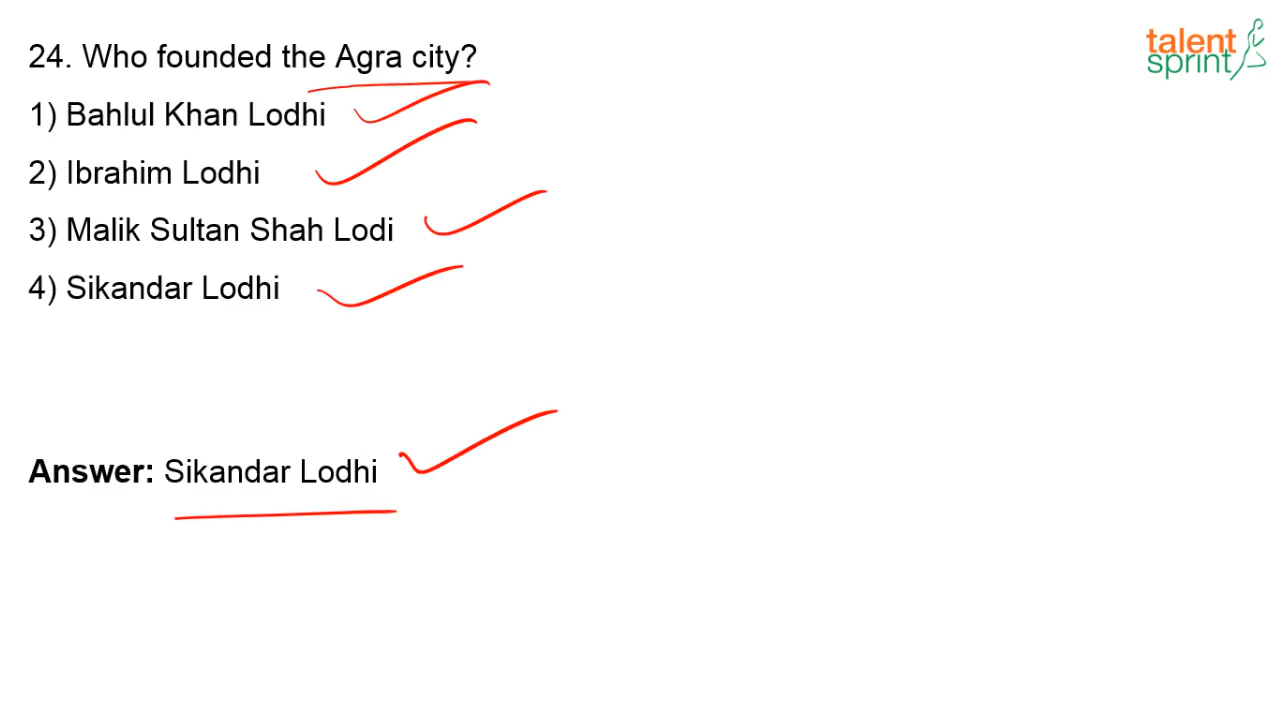 24. Who founded the Agra city?
1) Bahlul Khan Lodhi
2) Ibrahim Lodhi
3) Malik Sultan Shah Lodi
4) Sikandar Lodhi
Answer: Sikandar Lodhi
talent
sprint